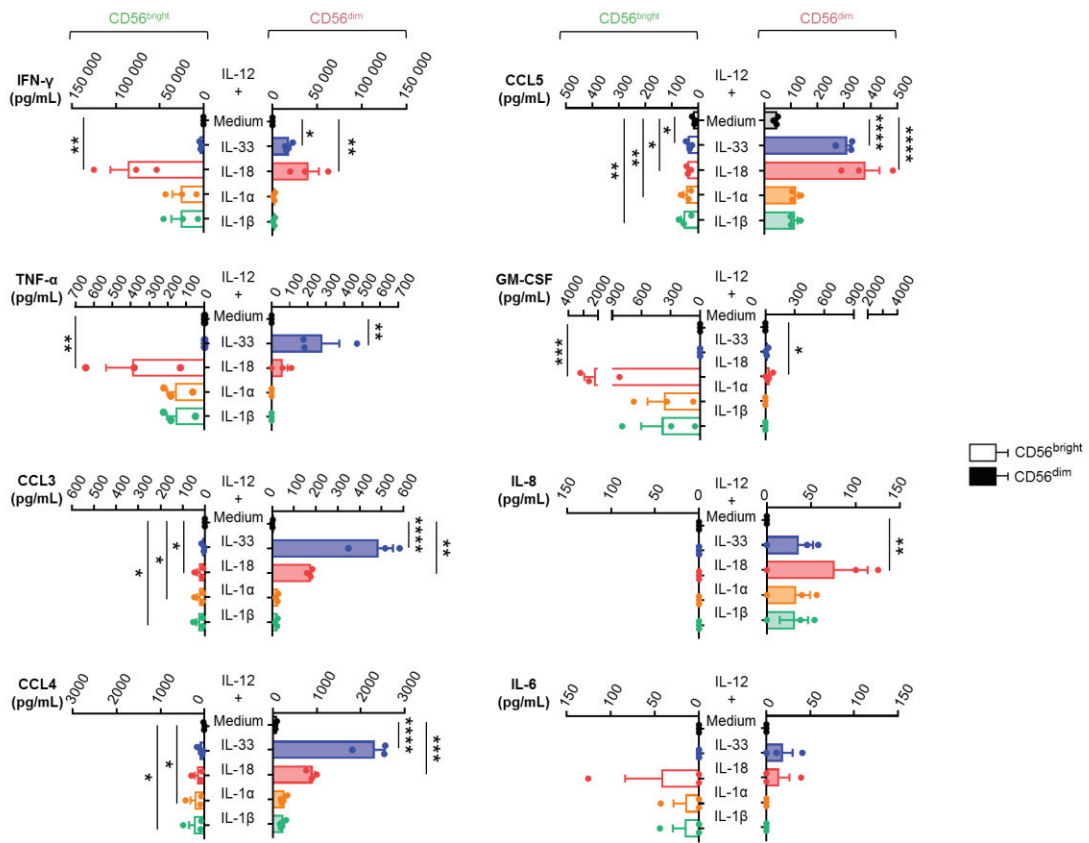 CD56bright CD56dim
IFN-γ
(pg/mL)
150 000 100 000 50 000 0
IL-12
+
0 50 000 100 000 150 000
Medium
IL-33
IL-18
IL-1α
IL-1β
** * **
TNF-α
(pg/mL)
700 600 500 400 300 200 100 0
IL-12
+
0 100 200 300 400 500 600 700
Medium
IL-33
IL-18
IL-1α
IL-1β
** **
CCL3
(pg/mL)
600 500 400 300 200 100 0
IL-12
+
0 100 200 300 400 500 600
Medium
IL-33
IL-18
IL-1α
IL-1β
* * * **** **
CCL4
(pg/mL)
3000 2000 1000 0
IL-12
+
0 1000 2000 3000
Medium
IL-33
IL-18
IL-1α
IL-1β
* * **** ***
CD56bright CD56dim
CCL5
(pg/mL)
500 400 300 200 100 0
IL-12
+
0 100 200 300 400 500
Medium
IL-33
IL-18
IL-1α
IL-1β
** ** * * **** ****
GM-CSF
(pg/mL)
4000 2000 900 600 300 0
IL-12
+
0 300 600 900 2000 4000
Medium
IL-33
IL-18
IL-1α
IL-1β
*** *
IL-8
(pg/mL)
150 100 50 0
IL-12
+
0 50 100 150
Medium
IL-33
IL-18
IL-1α
IL-1β
**
IL-6
(pg/mL)
150 100 50 0
IL-12
+
0 50 100 150
Medium
IL-33
IL-18
IL-1α
IL-1β
CD56bright
CD56dim